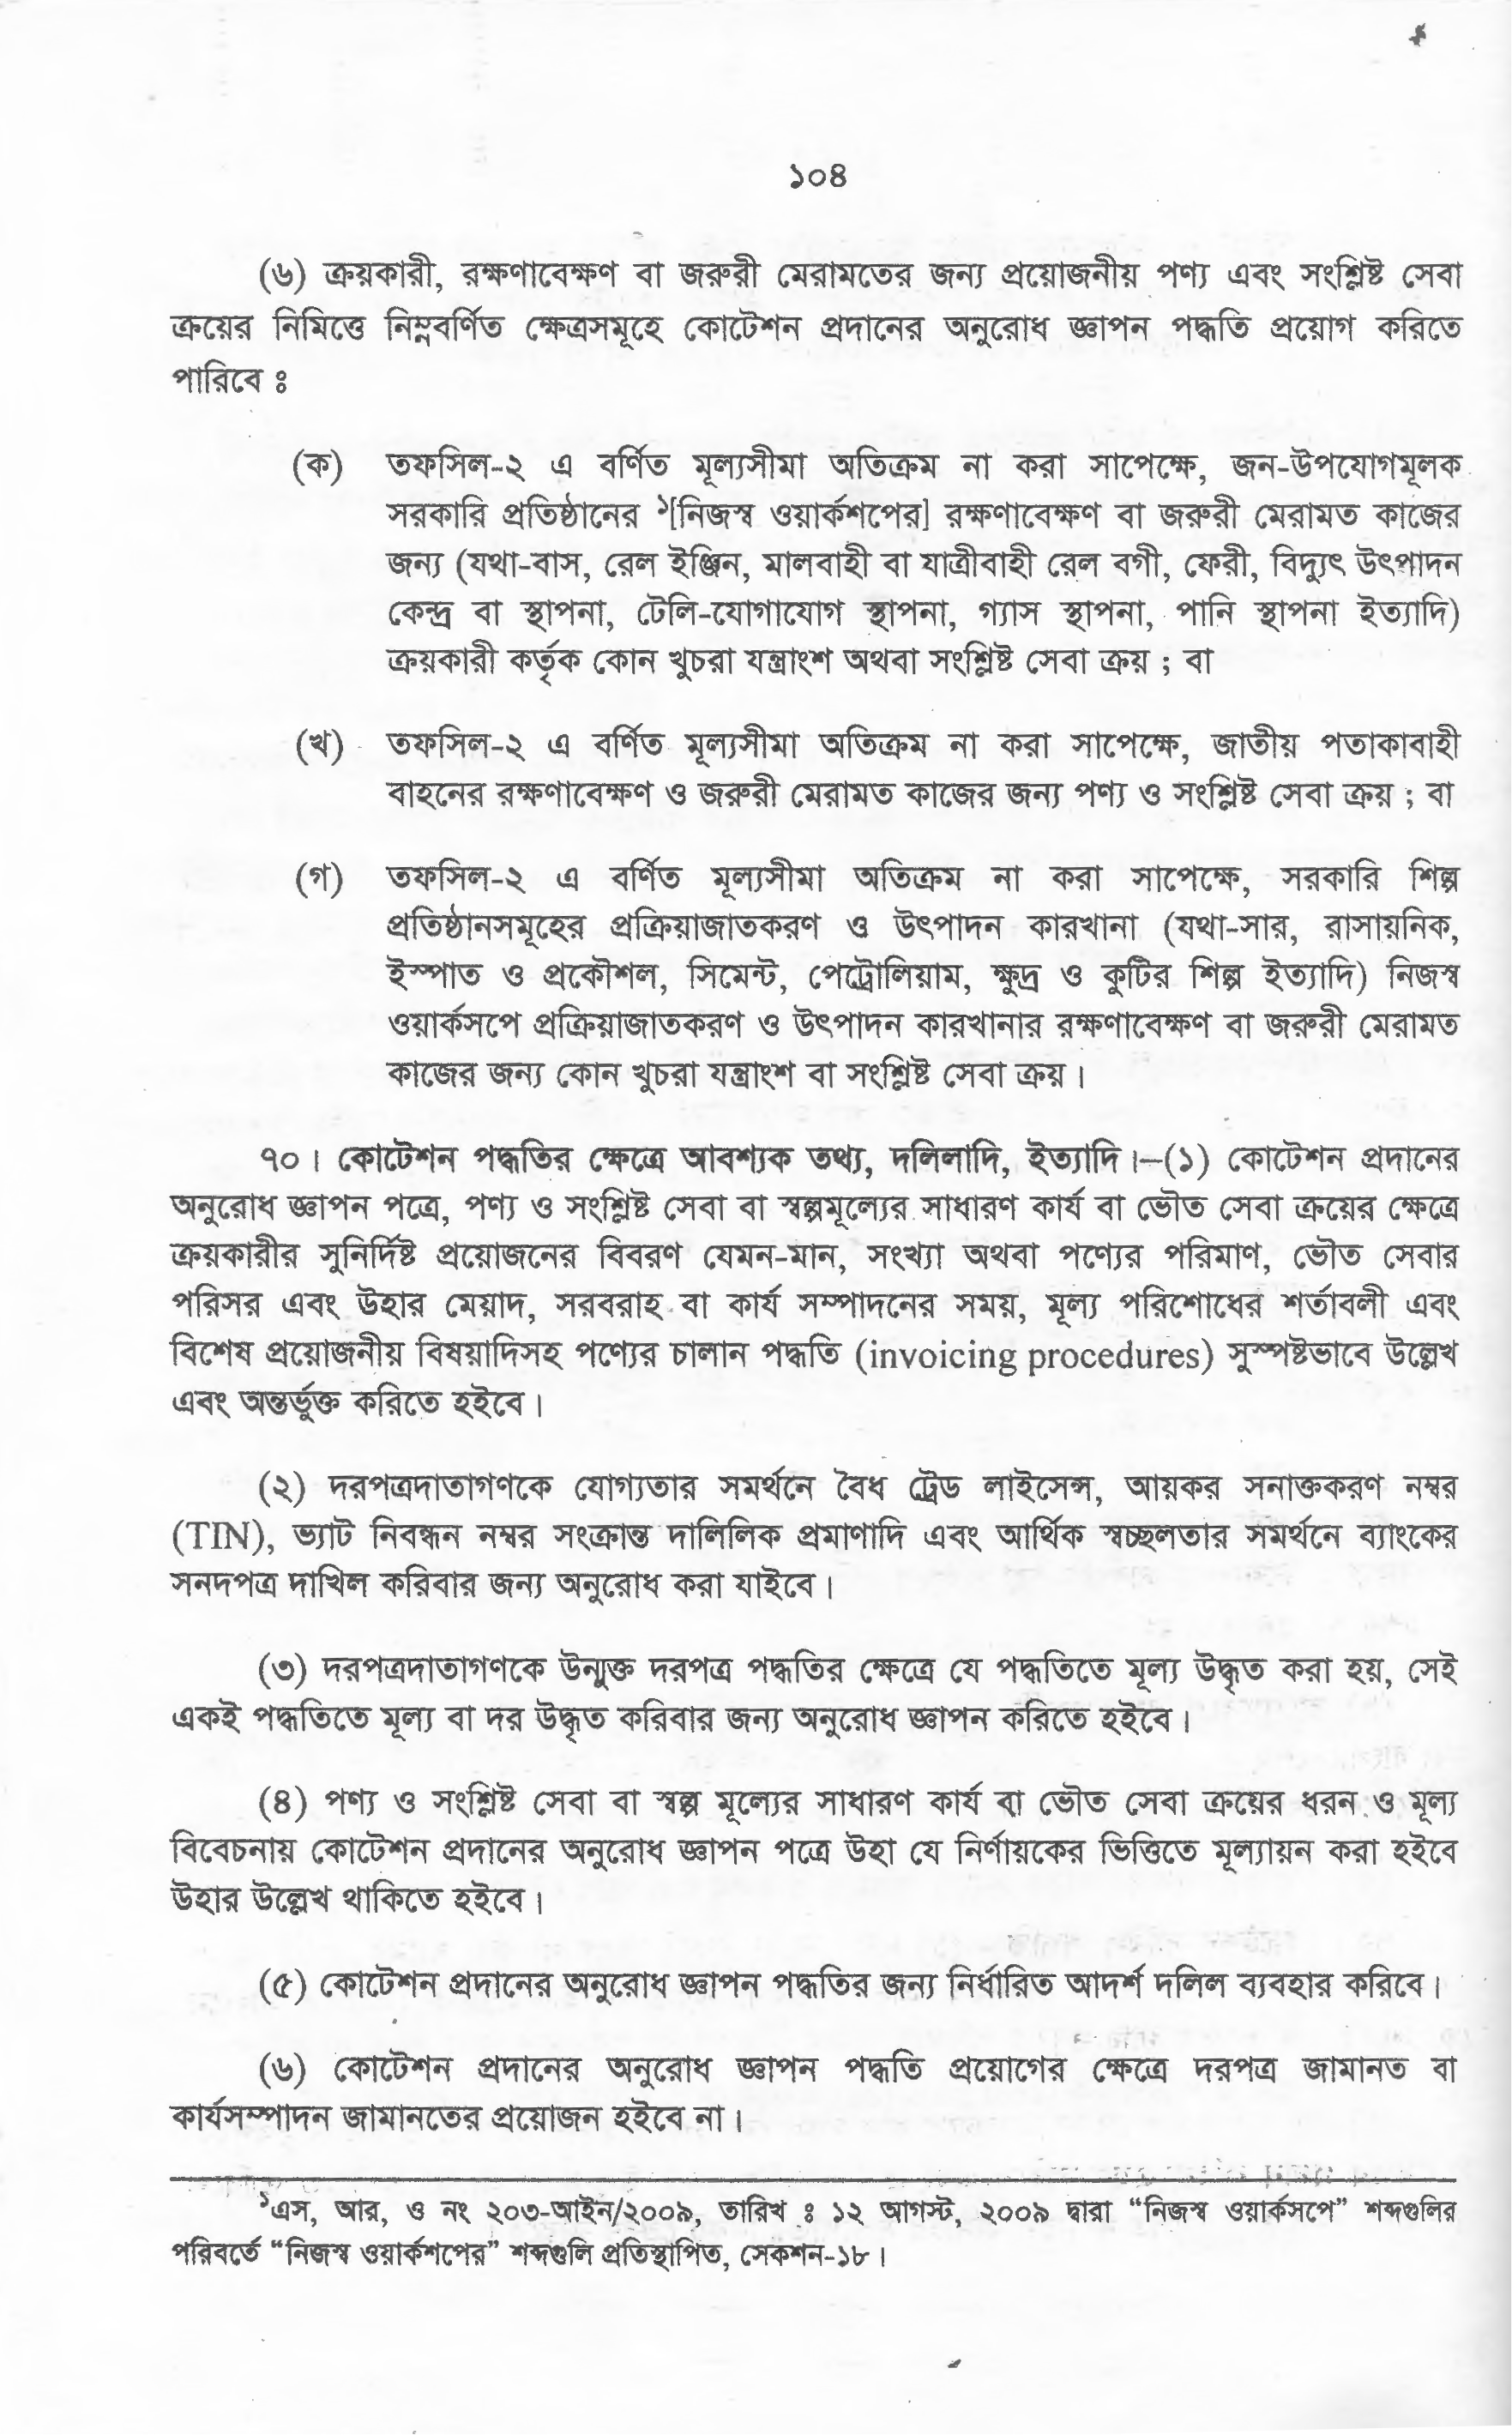 ১০৪
(৬) ক্রয়কারী, রক্ষণাবেক্ষণ বা জরুরী মেরামতের জন্য প্রয়োজনীয় পণ্য এবং সংশ্লিষ্ট সেবা
ক্রয়ের নিমিত্তে নিম্নবর্ণিত ক্ষেত্রসমূহে কোটেশন প্রদানের অনুরোধ জ্ঞাপন পদ্ধতি প্রয়োগ করিতে
পারিবে ঃ
(ক) তফসিল-২ এ বর্ণিত মূল্যসীমা অতিক্রম না করা সাপেক্ষে, জন-উপযোগমূলক
সরকারি প্রতিষ্ঠানের ১[নিজস্ব ওয়ার্কশপের] রক্ষণাবেক্ষণ বা জরুরী মেরামত কাজের
জন্য (যথা-বাস, রেল ইঞ্জিন, মালবাহী বা যাত্রীবাহী রেল বগী, ফেরী, বিদ্যুৎ উৎপাদন
কেন্দ্র বা স্থাপনা, টেলি-যোগাযোগ স্থাপনা, গ্যাস স্থাপনা, পানি স্থাপনা ইত্যাদি)
ক্রয়কারী কর্তৃক কোন খুচরা যন্ত্রাংশ অথবা সংশ্লিষ্ট সেবা ক্রয় ; বা
(খ) তফসিল-২ এ বর্ণিত মূল্যসীমা অতিক্রম না করা সাপেক্ষে, জাতীয় পতাকাবাহী
বাহনের রক্ষণাবেক্ষণ ও জরুরী মেরামত কাজের জন্য পণ্য ও সংশ্লিষ্ট সেবা ক্রয় ; বা
(গ) তফসিল-২ এ বর্ণিত মূল্যসীমা অতিক্রম না করা সাপেক্ষে, সরকারি শিল্প
প্রতিষ্ঠানসমূহের প্রক্রিয়াজাতকরণ ও উৎপাদন কারখানা (যথা-সার, রাসায়নিক,
ইস্পাত ও প্রকৌশল, সিমেন্ট, পেট্রোলিয়াম, ক্ষুদ্র ও কুটির শিল্প ইত্যাদি) নিজস্ব
ওয়ার্কসপে প্রক্রিয়াজাতকরণ ও উৎপাদন কারখানার রক্ষণাবেক্ষণ বা জরুরী মেরামত
কাজের জন্য কোন খুচরা যন্ত্রাংশ বা সংশ্লিষ্ট সেবা ক্রয়।
৭০। কোটেশন পদ্ধতির ক্ষেত্রে আবশ্যক তথ্য, দলিলাদি, ইত্যাদি।–(১) কোটেশন প্রদানের
অনুরোধ জ্ঞাপন পত্রে, পণ্য ও সংশ্লিষ্ট সেবা বা স্বল্পমূল্যের সাধারণ কার্য বা ভৌত সেবা ক্রয়ের ক্ষেত্রে
ক্রয়কারীর সুনির্দিষ্ট প্রয়োজনের বিবরণ যেমন-মান, সংখ্যা অথবা পণ্যের পরিমাণ, ভৌত সেবার
পরিসর এবং উহার মেয়াদ, সরবরাহ বা কার্য সম্পাদনের সময়, মূল্য পরিশোধের শর্তাবলী এবং
বিশেষ প্রয়োজনীয় বিষয়াদিসহ পণ্যের চালান পদ্ধতি (invoicing procedures) সুস্পষ্টভাবে উল্লেখ
এবং অন্তর্ভুক্ত করিতে হইবে।
(২) দরপত্রদাতাগণকে যোগ্যতার সমর্থনে বৈধ ট্রেড লাইসেন্স, আয়কর সনাক্তকরণ নম্বর
(TIN), ভ্যাট নিবন্ধন নম্বর সংক্রান্ত দালিলিক প্রমাণাদি এবং আর্থিক স্বচ্ছলতার সমর্থনে ব্যাংকের
সনদপত্র দাখিল করিবার জন্য অনুরোধ করা যাইবে।
(৩) দরপত্রদাতাগণকে উন্মুক্ত দরপত্র পদ্ধতির ক্ষেত্রে যে পদ্ধতিতে মূল্য উদ্ধৃত করা হয়, সেই
একই পদ্ধতিতে মূল্য বা দর উদ্ধৃত করিবার জন্য অনুরোধ জ্ঞাপন করিতে হইবে।
(৪) পণ্য ও সংশ্লিষ্ট সেবা বা স্বল্প মূল্যের সাধারণ কার্য বা ভৌত সেবা ক্রয়ের ধরন ও মূল্য
বিবেচনায় কোটেশন প্রদানের অনুরোধ জ্ঞাপন পত্রে উহা যে নির্ণায়কের ভিত্তিতে মূল্যায়ন করা হইবে
উহার উল্লেখ থাকিতে হইবে।
(৫) কোটেশন প্রদানের অনুরোধ জ্ঞাপন পদ্ধতির জন্য নির্ধারিত আদর্শ দলিল ব্যবহার করিবে।
(৬) কোটেশন প্রদানের অনুরোধ জ্ঞাপন পদ্ধতি প্রয়োগের ক্ষেত্রে দরপত্র জামানত বা
কার্যসম্পাদন জামানতের প্রয়োজন হইবে না।
১এস, আর, ও নং ২০৩-আইন/২০০৯, তারিখ ঃ ১২ আগস্ট, ২০০৯ দ্বারা “নিজস্ব ওয়ার্কসপে” শব্দগুলির
পরিবর্তে “নিজস্ব ওয়ার্কশপের” শব্দগুলি প্রতিস্থাপিত, সেকশন-১৮।